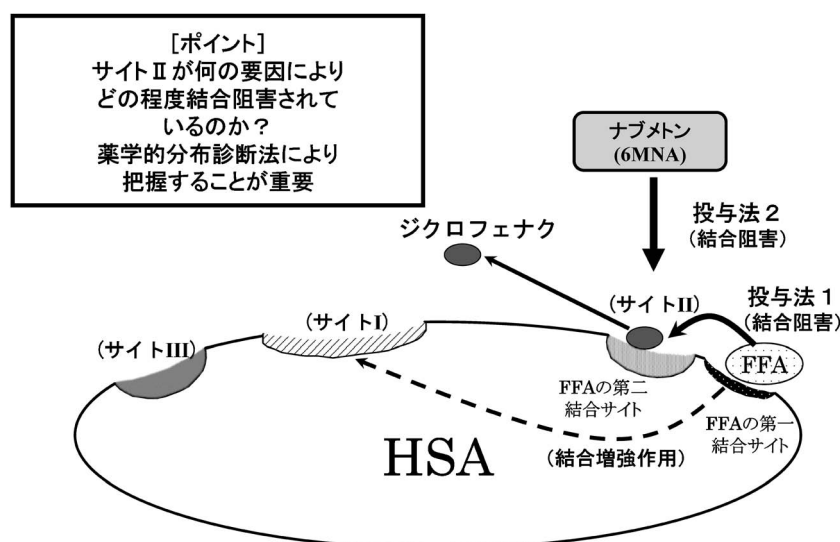 ［ポイント］
サイトⅡが何の要因により
どの程度結合阻害されて
いるのか？
薬学的分布診断法により
把握することが重要
ナブメトン
(6MNA)
投与法２
（結合阻害）
ジクロフェナク
（サイトII）
投与法１
（結合阻害）
（サイトI）
（サイトIII）
FFA
FFAの第二
結合サイト
FFAの第一
結合サイト
（結合増強作用）
HSA